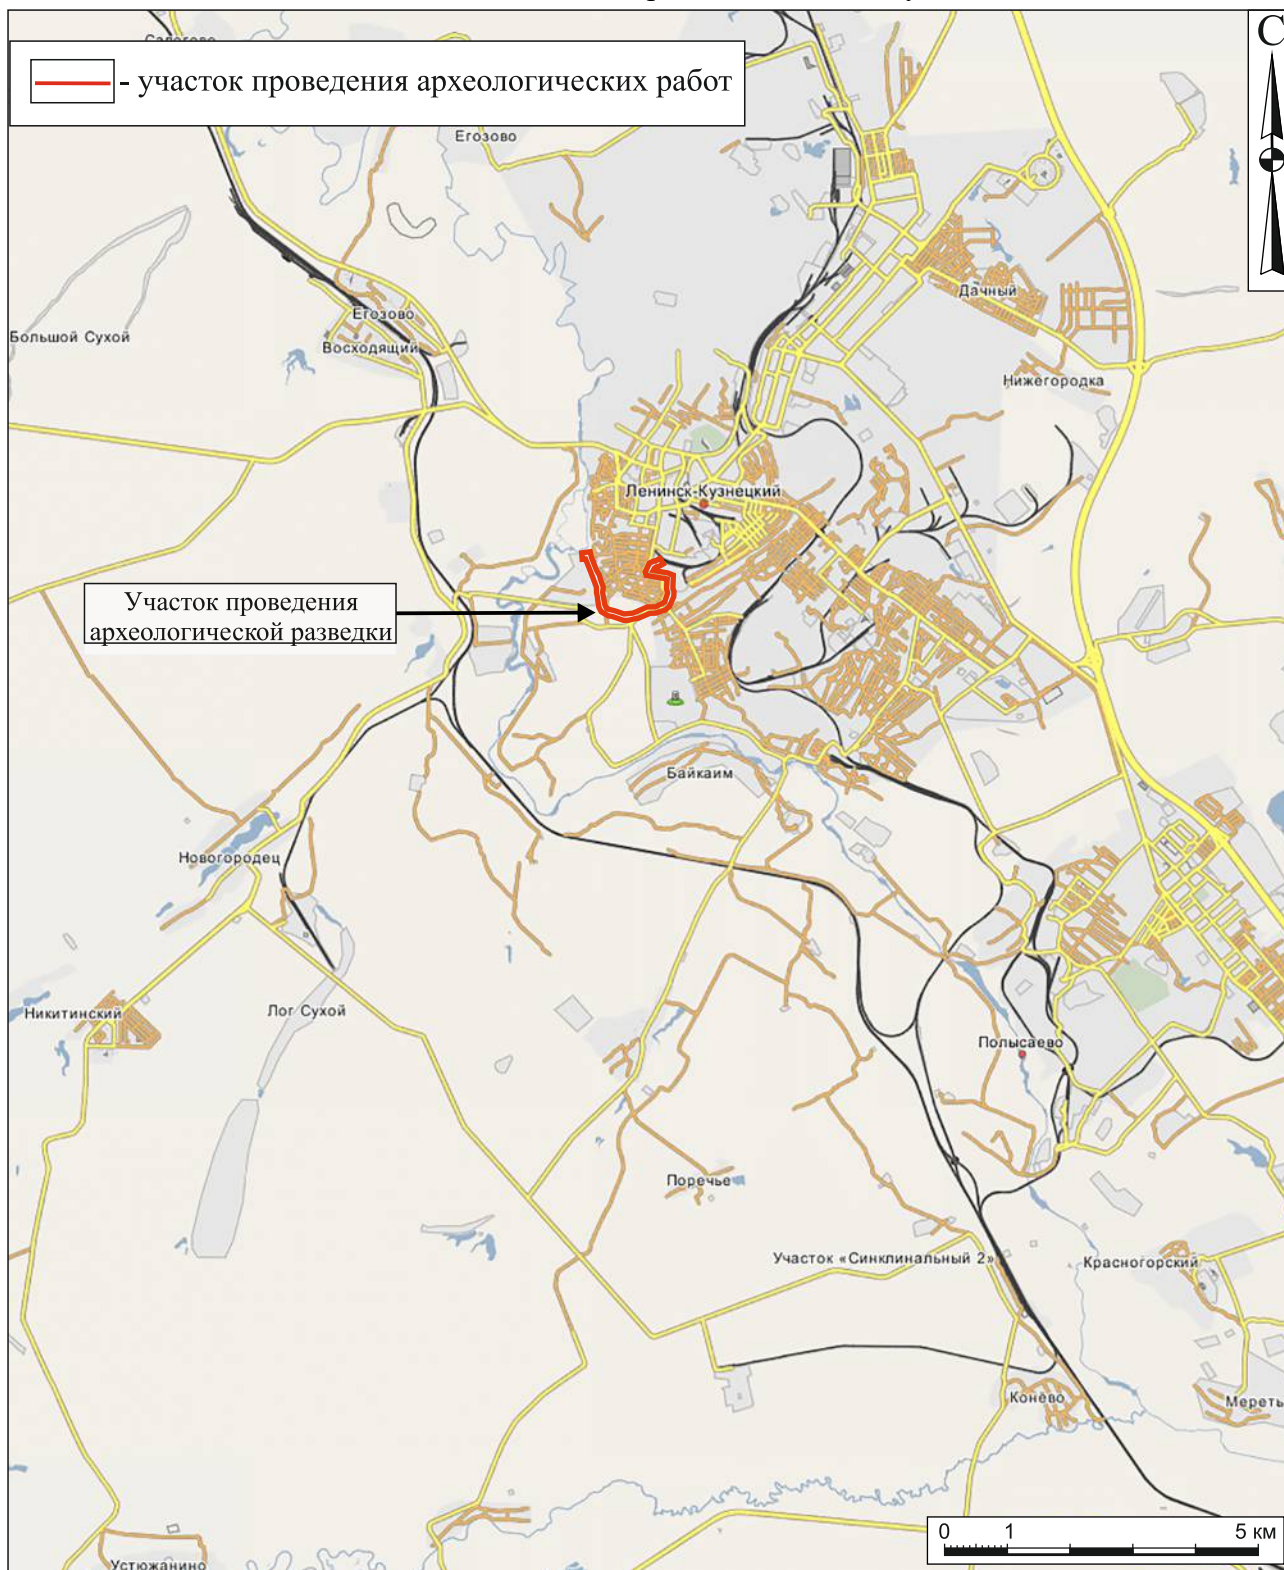 С
- участок проведения археологических работ
Егозово
Дачный
Егозово
Большой Сухой
Восходящий
Нижегородка
Ленинск-Кузнецкий
Участок проведения
археологической разведки
Байкаим
Новогородец
Никитинский
Лог Сухой
Полысаево
Поречье
Участок «Синклинальный 2»
Красногорский
Конёво
Мереть
0 1 5 км
Устюжанино